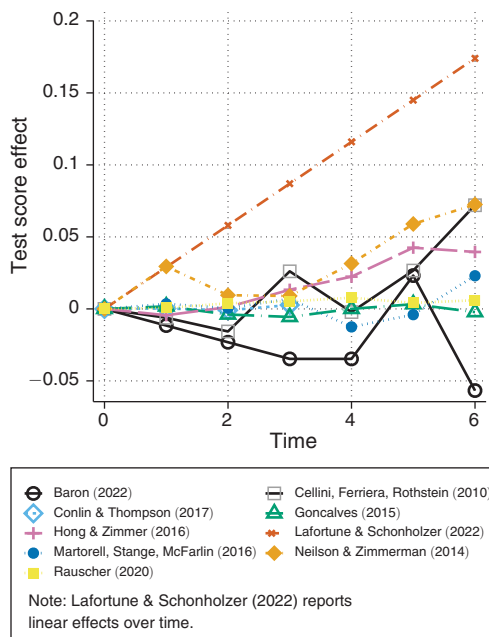 0.2
0.15
0.1
0.05
0
−0.05
Test score effect
0 2 4 6
Time
Baron (2022)
Cellini, Ferriera, Rothstein (2010)
Conlin & Thompson (2017)
Goncalves (2015)
Hong & Zimmer (2016)
Lafortune & Schonholzer (2022)
Martorell, Stange, McFarlin (2016)
Neilson & Zimmerman (2014)
Rauscher (2020)
Note: Lafortune & Schonholzer (2022) reports
linear effects over time.